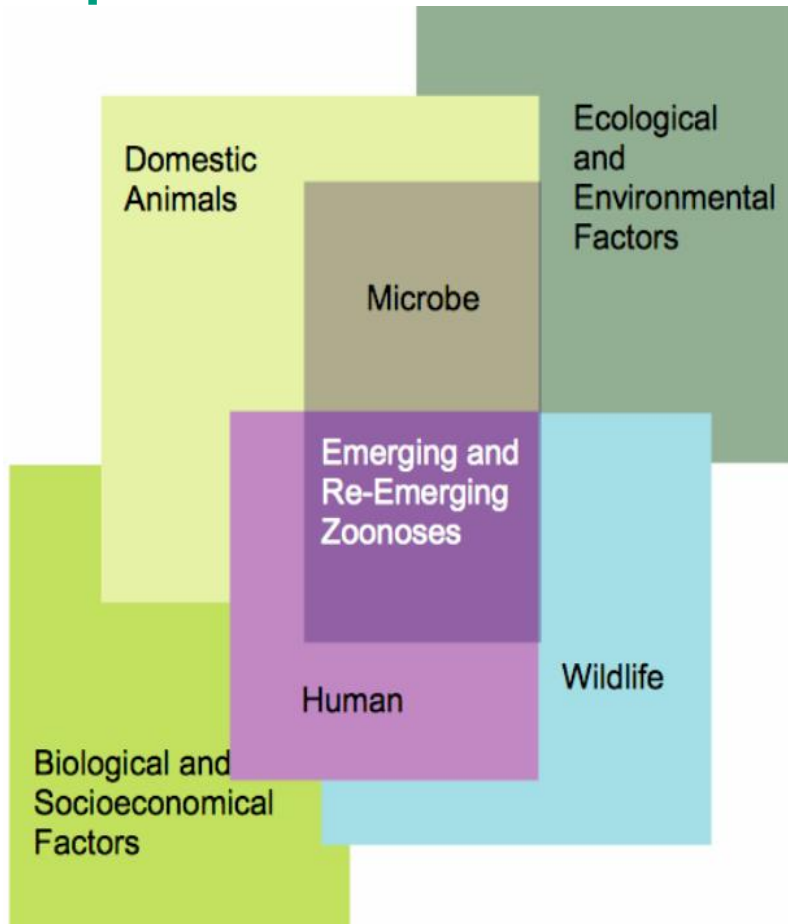 Domestic
Animals
Ecological
and
Environmental
Factors
Microbe
Emerging and
Re-Emerging
Zoonoses
Human
Wildlife
Biological and
Socioeconomical
Factors